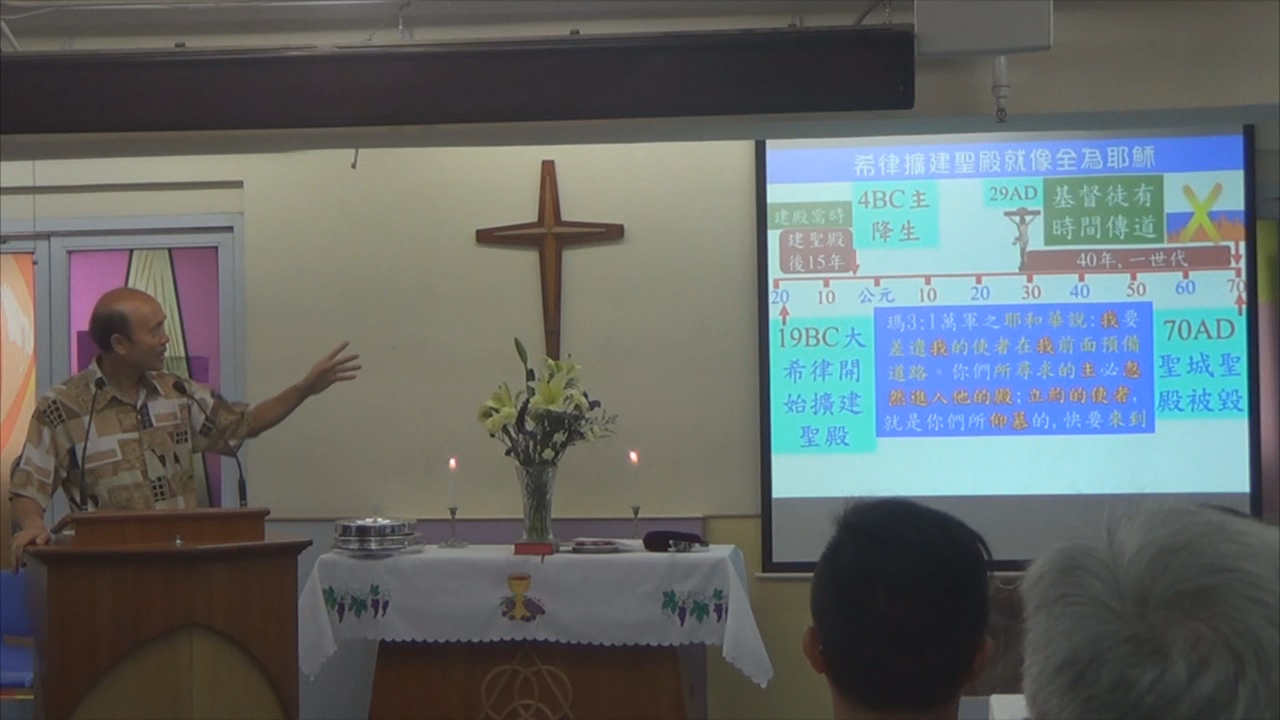 希律擴建聖殿就像全為耶穌
建殿當時
建聖殿
後15年
4BC主
降生
29AD
基督徒有
時間傳道
40年, 一世代
20 10 公元 10 20 30 40 50 60 70
19BC大
希律開
始擴建
聖殿
瑪3:1萬軍之耶和華說: 我要
差遣我的使者在我前面預備
道路。你們所尋求的主必忽
然進入他的殿; 立約的使者,
就是你們所仰慕的, 快要來到
70AD
聖城聖
殿被毀